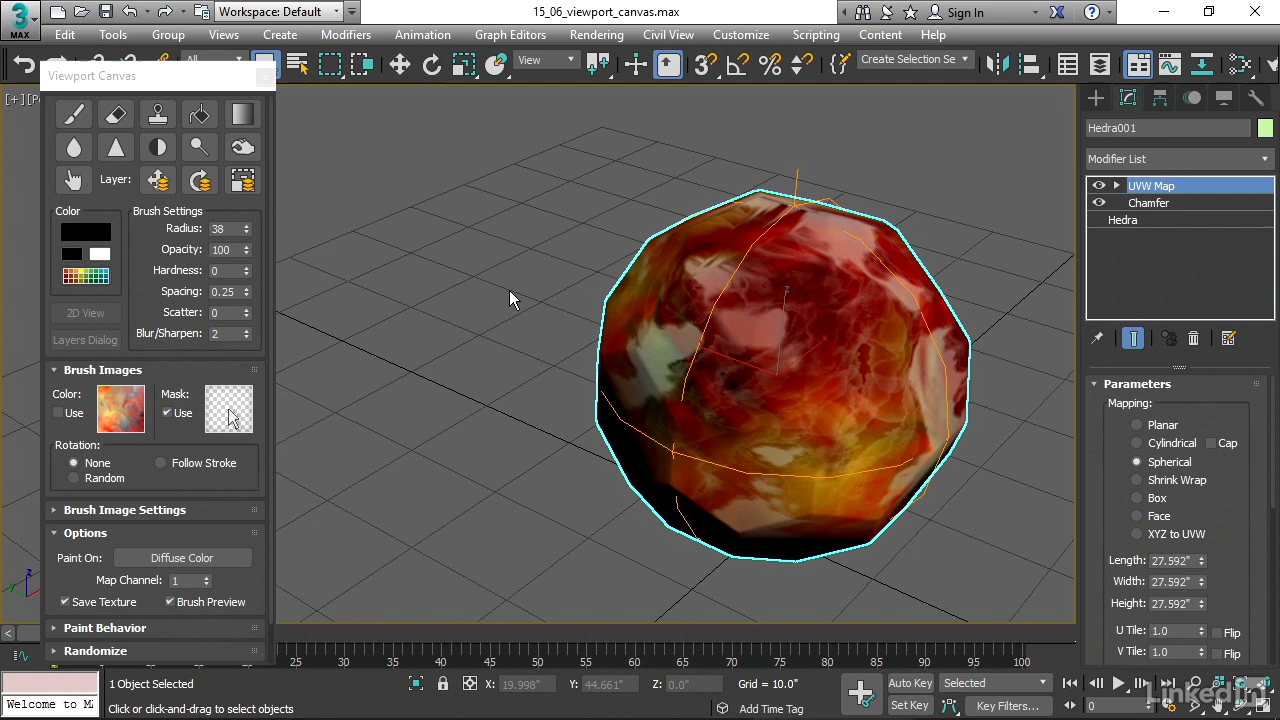 3
MAX
Workspace: Default
15_06_viewport_canvas.max
Sign In
Edit Tools Group Views Create Modifiers Animation Graph Editors Rendering Civil View Customize Scripting Content Help
All
View
Create Selection Se
Viewport Canvas
[+]
Layer:
Color
Brush Settings
Radius: 38
Opacity: 100
Hardness: 0
Spacing: 0.25
Scatter: 0
Blur/Sharpen: 2
2D View
Layers Dialog
Brush Images
Color:
Use
Mask:
Use
Rotation:
None
Follow Stroke
Random
Brush Image Settings
Options
Paint On: Diffuse Color
Map Channel: 1
Save Texture
Brush Preview
Paint Behavior
Randomize
z
x
z
y
Hedra001
Modifier List
UVW Map
Chamfer
Hedra
Parameters
Mapping:
Planar
Cylindrical Cap
Spherical
Shrink Wrap
Box
Face
XYZ to UVW
Length: 27.592"
Width: 27.592"
Height: 27.592"
U Tile: 1.0 Flip
V Tile: 1.0 Flip
25 30 35 40 45 50 55 60 65 70 75 80 85 90 95 100
1 Object Selected
X: 19.998"
Y: 44.661"
Z: 0.0"
Grid = 10.0"
Auto Key
Selected
Welcome to M
Click or click-and-drag to select objects
Add Time Tag
Set Key
Key Filters...
0
LinkedIn